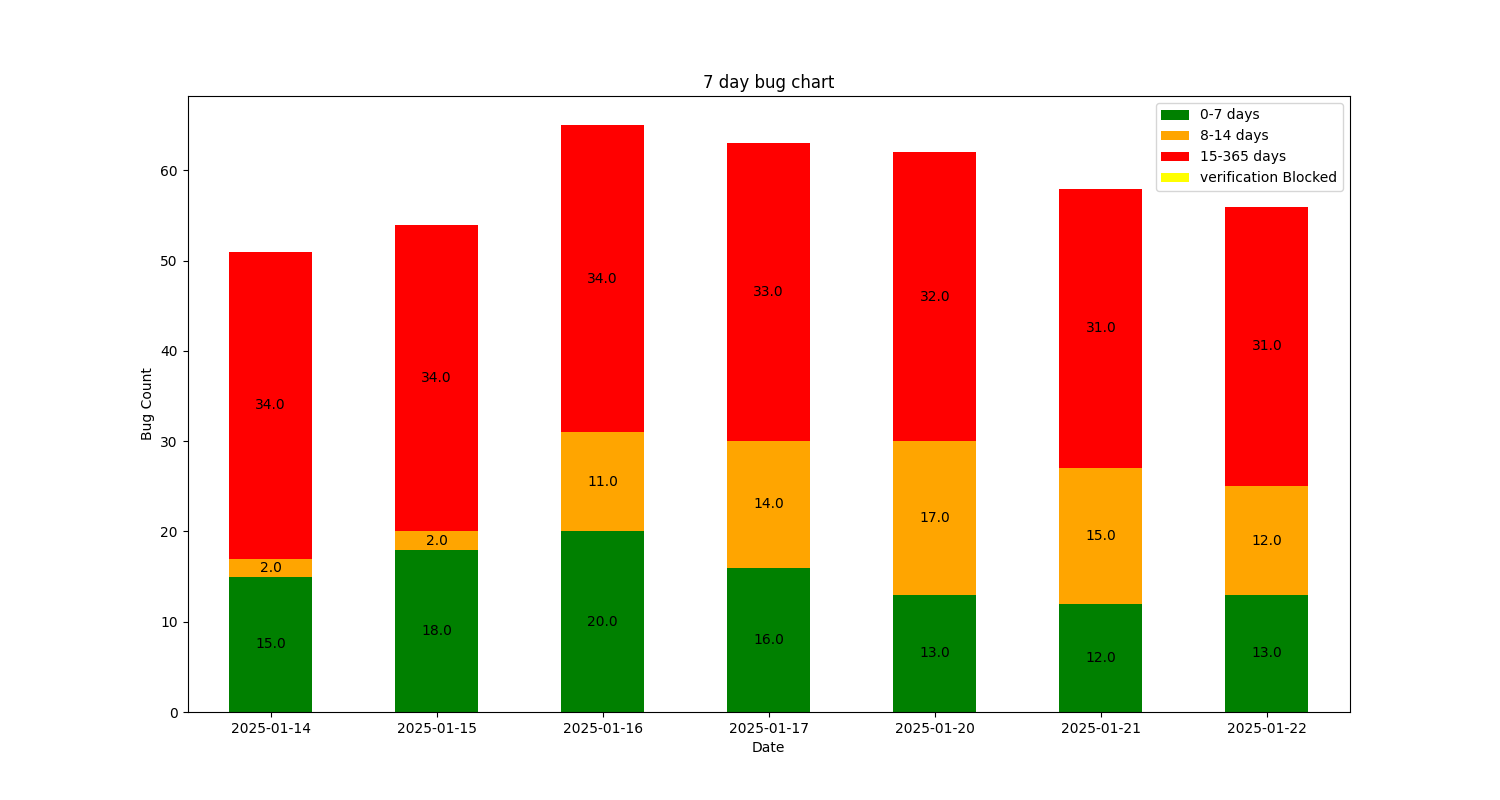 7 day bug chart
0-7 days
8-14 days
15-365 days
verification Blocked
Bug Count
60
50
40
30
20
10
0
34.0 34.0 34.0 33.0 32.0 31.0 31.0
2.0 2.0 11.0 14.0 17.0 15.0 12.0
15.0 18.0 20.0 16.0 13.0 12.0 13.0
2025-01-14 2025-01-15 2025-01-16 2025-01-17 2025-01-20 2025-01-21 2025-01-22
Date